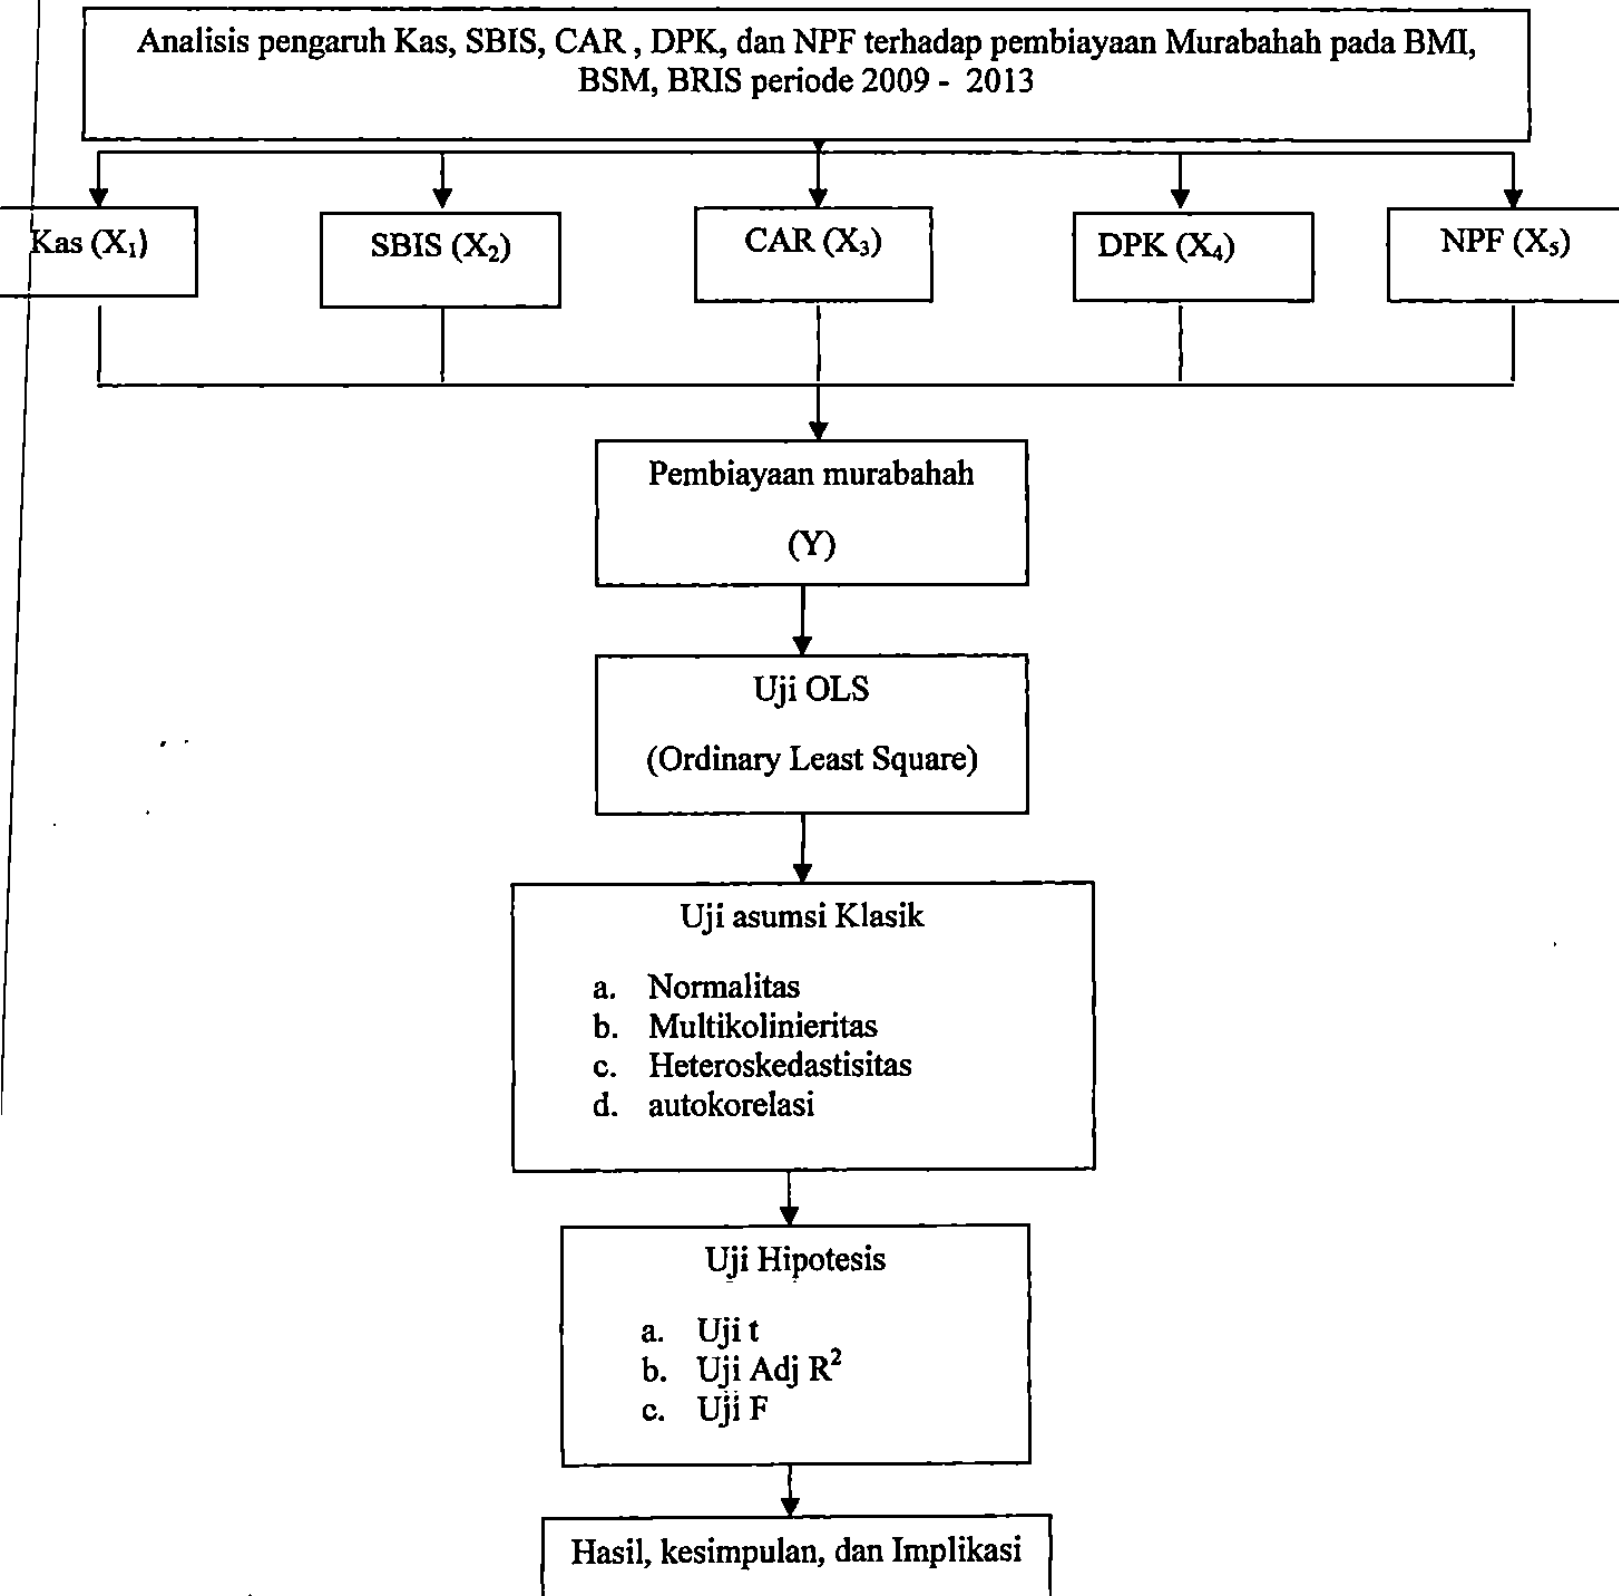 Analisis pengaruh Kas, SBIS, CAR , DPK, dan NPF terhadap pembiayaan Murabahah pada BMI,
BSM, BRIS periode 2009 - 2013
Kas (X₁)
SBIS (X₂)
CAR (X₃)
DPK (X₄)
NPF (X₅)
Pembiayaan murabahah
(Y)
Uji OLS
(Ordinary Least Square)
Uji asumsi Klasik
a. Normalitas
b. Multikolinieritas
c. Heteroskedastisitas
d. autokorelasi
Uji Hipotesis
a. Uji t
b. Uji Adj R²
c. Uji F
Hasil, kesimpulan, dan Implikasi